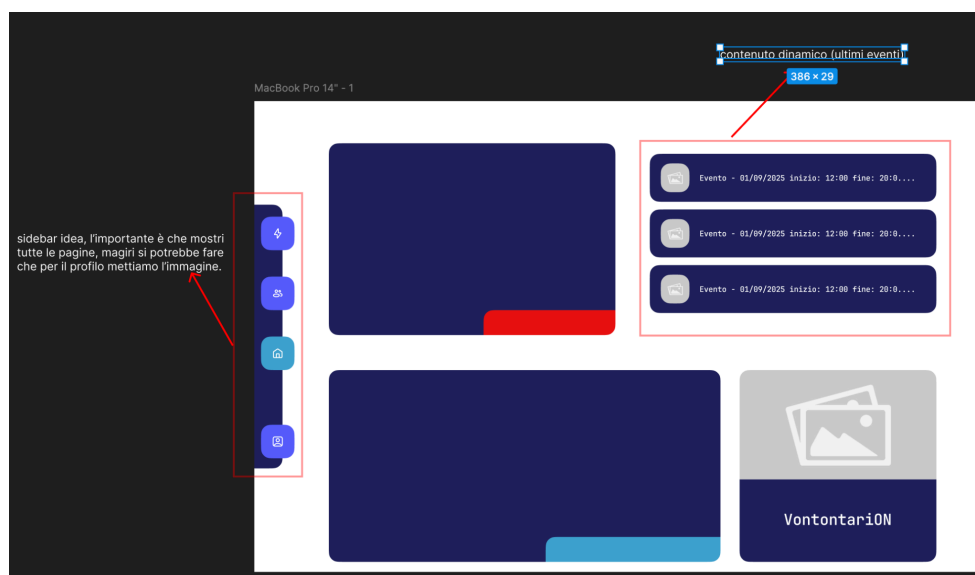 contenuto dinamico (ultimi eventi)
386 × 29
MacBook Pro 14" - 1
Evento - 01/09/2025 inizio: 12:00 fine: 20:0....
Evento - 01/09/2025 inizio: 12:00 fine: 20:0....
Evento - 01/09/2025 inizio: 12:00 fine: 20:0....
sidebar idea, l'importante è che mostri
tutte le pagine, magiri si potrebbe fare
che per il profilo mettiamo l'immagine.
VontontariON